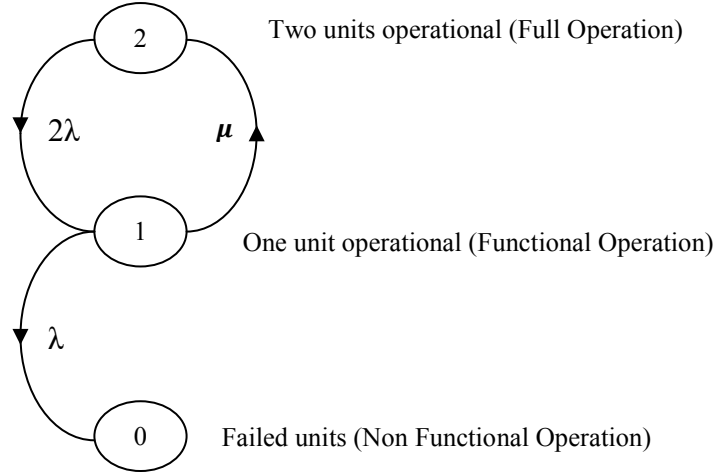 2
Two units operational (Full Operation)
2λ
μ
1
One unit operational (Functional Operation)
λ
0
Failed units (Non Functional Operation)